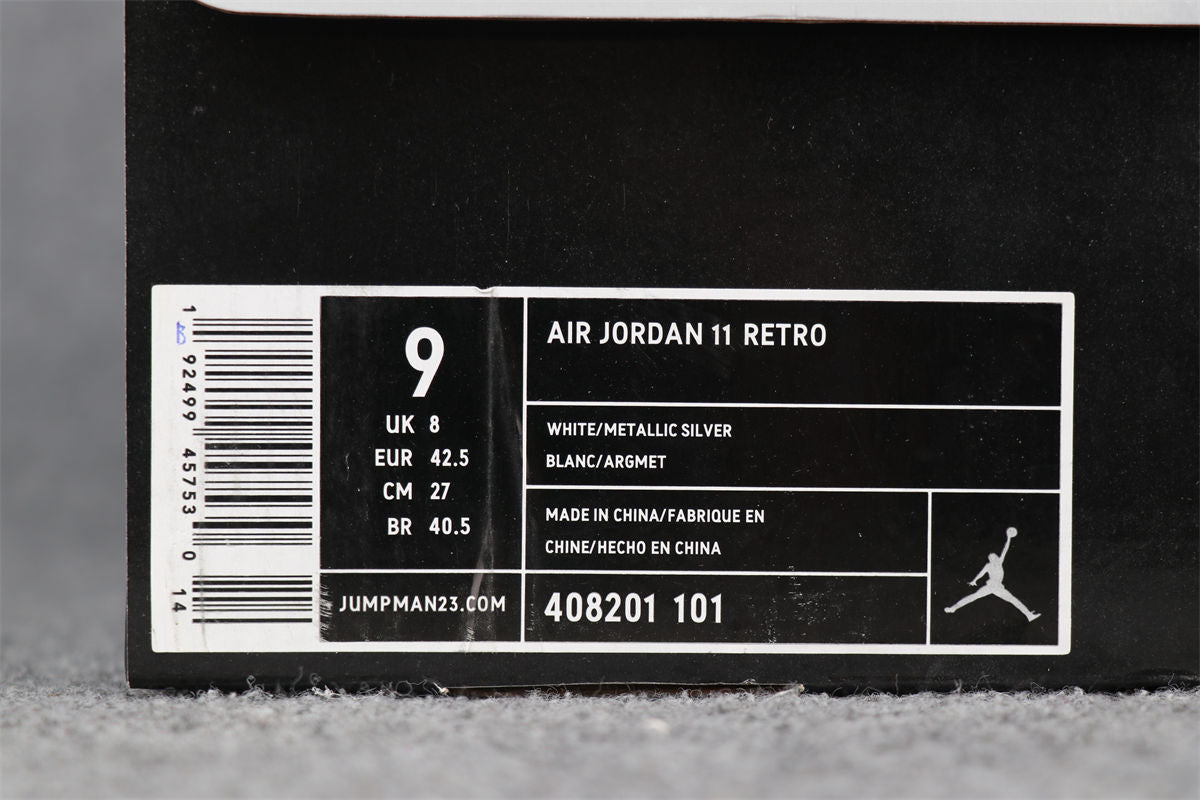 1 92499 45753 0 14
9
UK 8
EUR 42.5
CM 27
BR 40.5
JUMPMAN23.COM
AIR JORDAN 11 RETRO
WHITE/METALLIC SILVER
BLANC/ARGMET
MADE IN CHINA/FABRIQUE EN
CHINE/HECHO EN CHINA
408201 101